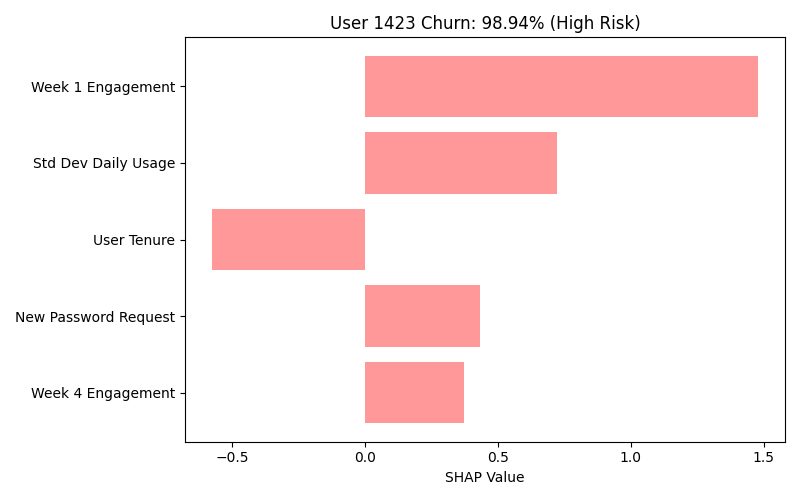 User 1423 Churn: 98.94% (High Risk)
Week 1 Engagement
Std Dev Daily Usage
User Tenure
New Password Request
Week 4 Engagement
−0.5 0.0 0.5 1.0 1.5
SHAP Value